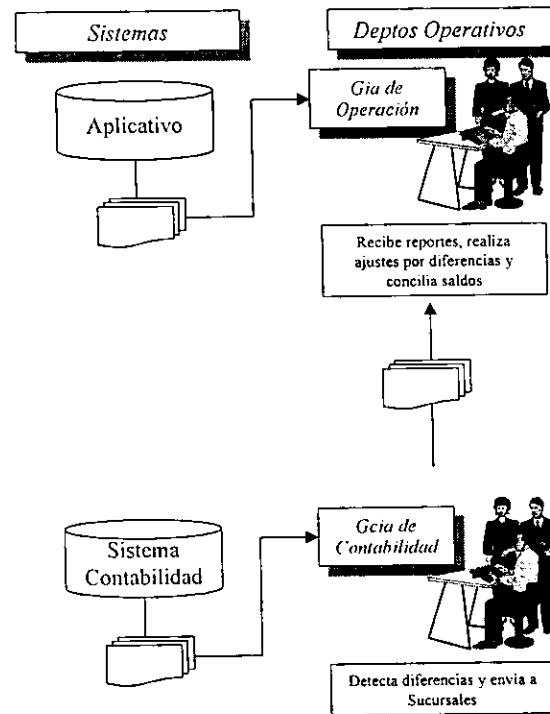 Sistemas
Deptos Operativos
Aplicativo
Gia de
Operación
Recibe reportes, realiza
ajustes por diferencias y
concilia saldos
Sistema
Contabilidad
Gcia de
Contabilidad
Detecta diferencias y envia a
Sucursales